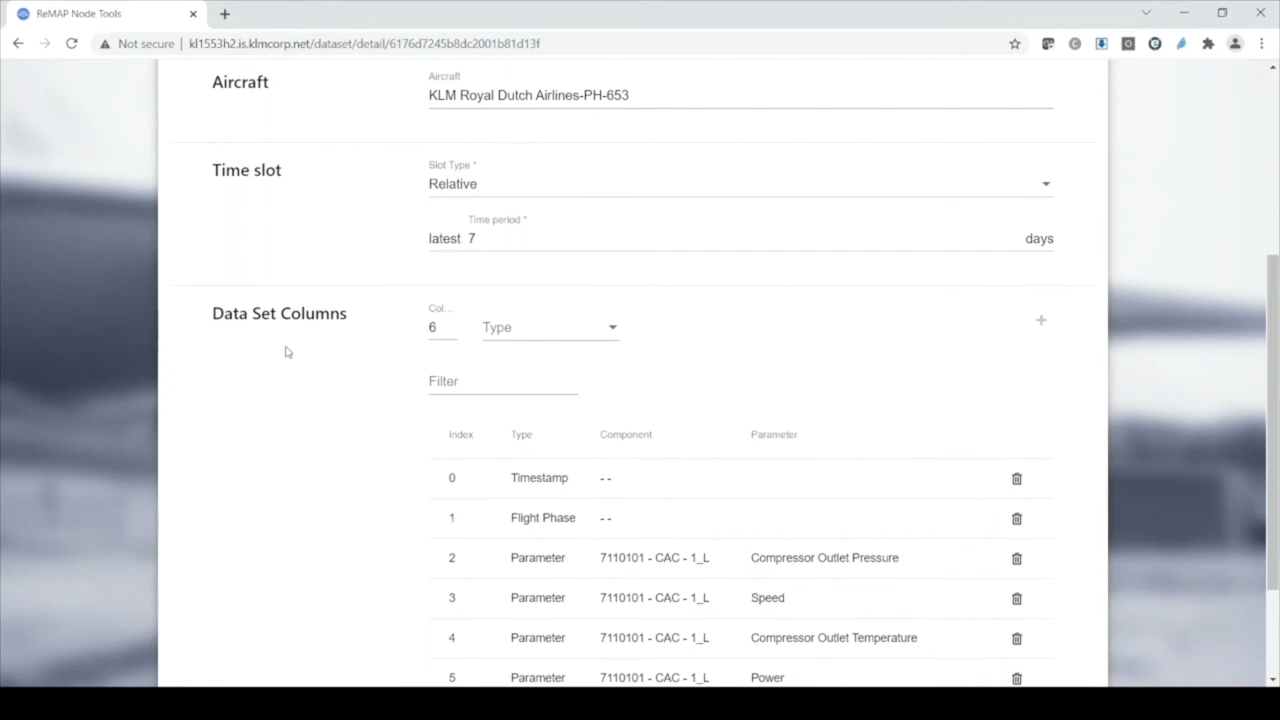 ReMAP Node Tools
Not secure | kl1553h2.is.klmcorp.net/dataset/detail/6176d7245b8dc2001b81d13f
Aircraft
Aircraft
KLM Royal Dutch Airlines-PH-653
Time slot
Slot Type *
Relative
Time period *
latest 7 days
Data Set Columns
Col...
6 Type
Filter
Index Type Component Parameter
0 Timestamp - -
1 Flight Phase - -
2 Parameter 7110101 - CAC - 1_L Compressor Outlet Pressure
3 Parameter 7110101 - CAC - 1_L Speed
4 Parameter 7110101 - CAC - 1_L Compressor Outlet Temperature
5 Parameter 7110101 - CAC - 1_L Power